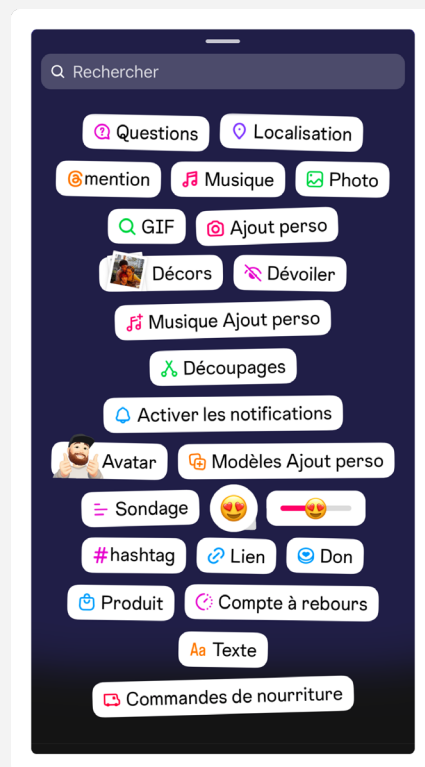 Rechercher
Questions Localisation
@mention Musique Photo
GIF Ajout perso
Décors Dévoiler
Musique Ajout perso
Découpages
Activer les notifications
Avatar Modèles Ajout perso
Sondage
#hashtag Lien Don
Produit Compte à rebours
Aa Texte
Commandes de nourriture